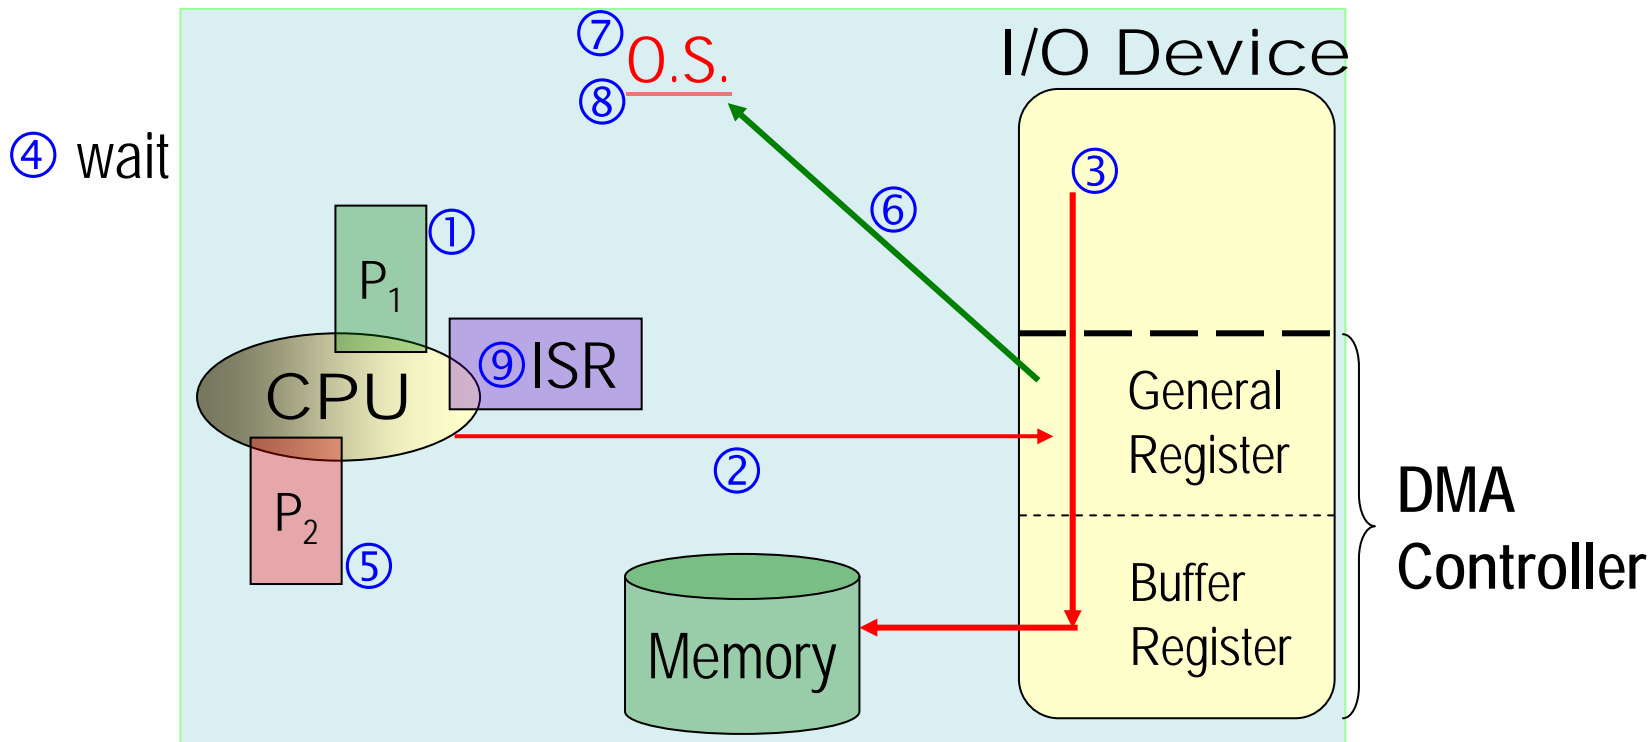 ⑦
O.S.
⑧
I/O Device
④ wait
③
⑥
①
P₁
⑨ISR
CPU
General
Register
②
P₂
⑤
DMA
Controller
Buffer
Register
Memory